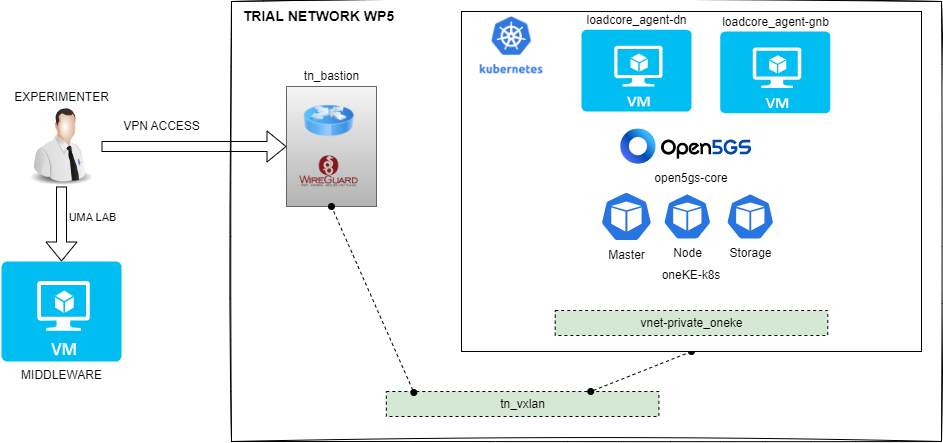 TRIAL NETWORK WP5
loadcore_agent-dn
loadcore_agent-gnb
kubernetes
VM
VM
tn_bastion
EXPERIMENTER
VPN ACCESS
WIREGUARD
Open5GS
open5gs-core
UMA LAB
Master
Node
Storage
oneKE-k8s
VM
MIDDLEWARE
vnet-private_oneke
tn_vxlan